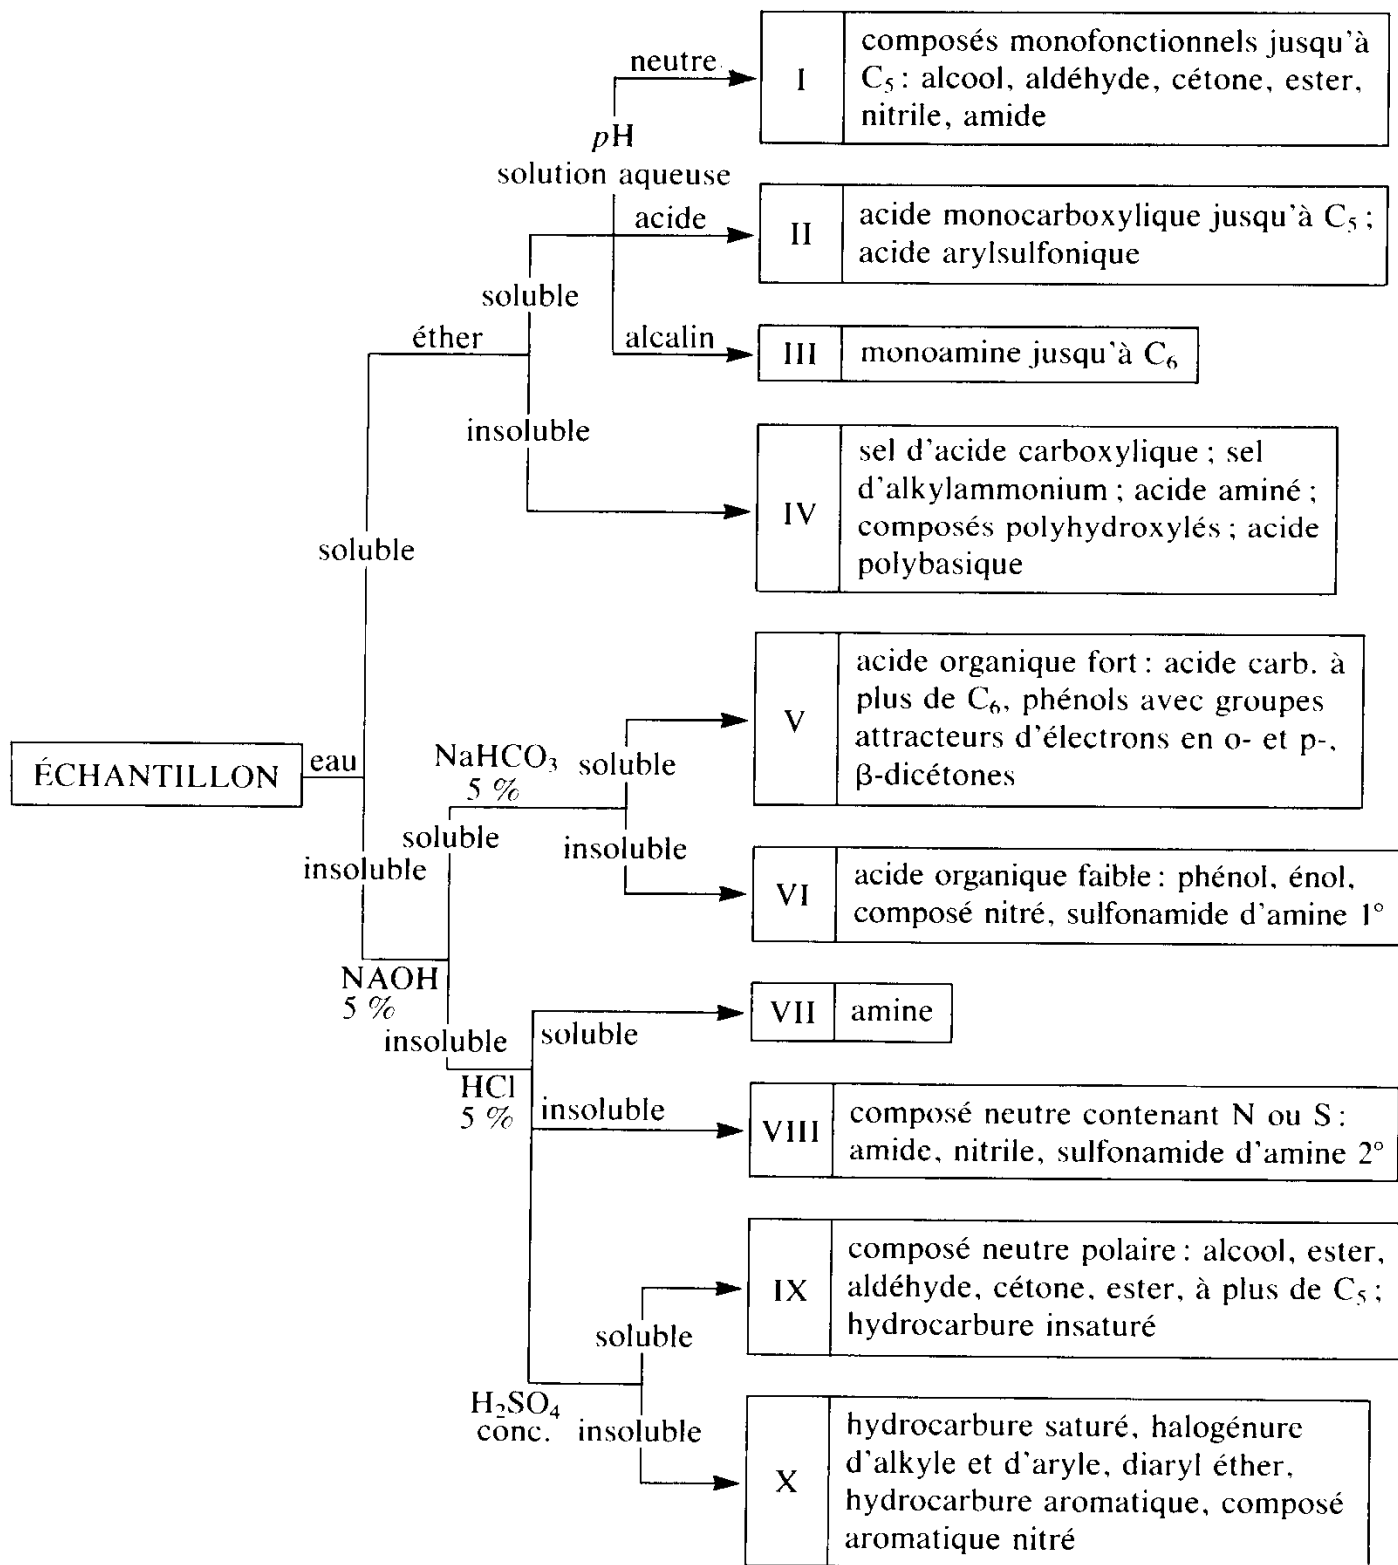 neutre
I
composés monofonctionnels jusqu'à
C₅ : alcool, aldéhyde, cétone, ester,
nitrile, amide
pH
solution aqueuse
acide
II
acide monocarboxylique jusqu'à C₅ ;
acide arylsulfonique
soluble
éther
alcalin
III
monoamine jusqu'à C₆
insoluble
IV
sel d'acide carboxylique ; sel
d'alkylammonium ; acide aminé ;
composés polyhydroxylés ; acide
polybasique
soluble
V
acide organique fort : acide carb. à
plus de C₆, phénols avec groupes
attracteurs d'électrons en o- et p-,
β-dicétones
ÉCHANTILLON
eau
NaHCO₃
5 %
soluble
soluble
insoluble
insoluble
VI
acide organique faible : phénol, énol,
composé nitré, sulfonamide d'amine 1°
NAOH
5 %
VII
amine
insoluble
soluble
HCl
5 %
insoluble
VIII
composé neutre contenant N ou S :
amide, nitrile, sulfonamide d'amine 2°
IX
composé neutre polaire : alcool, ester,
aldéhyde, cétone, ester, à plus de C₅ ;
hydrocarbure insaturé
soluble
H₂SO₄
conc.
insoluble
X
hydrocarbure saturé, halogénure
d'alkyle et d'aryle, diaryl éther,
hydrocarbure aromatique, composé
aromatique nitré